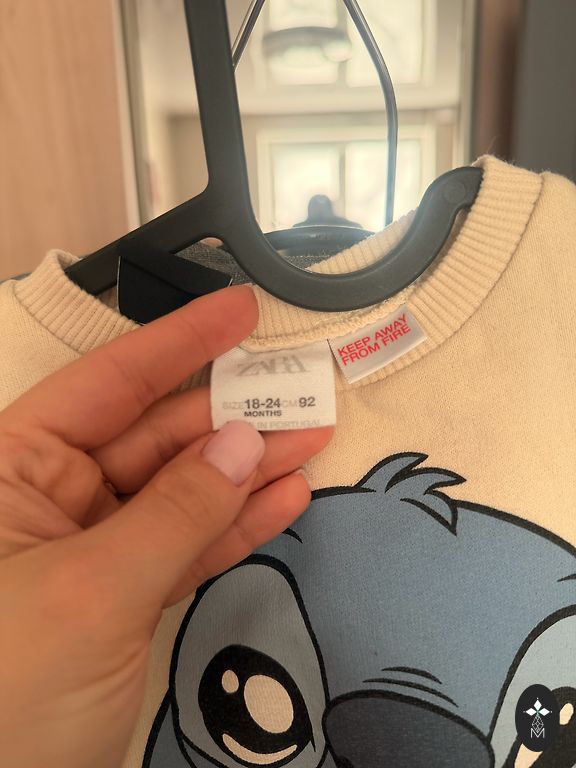 ZARA
SIZE 18-24 CM 92
MONTHS
IN PORTUGAL
KEEP AWAY
FROM FIRE
M